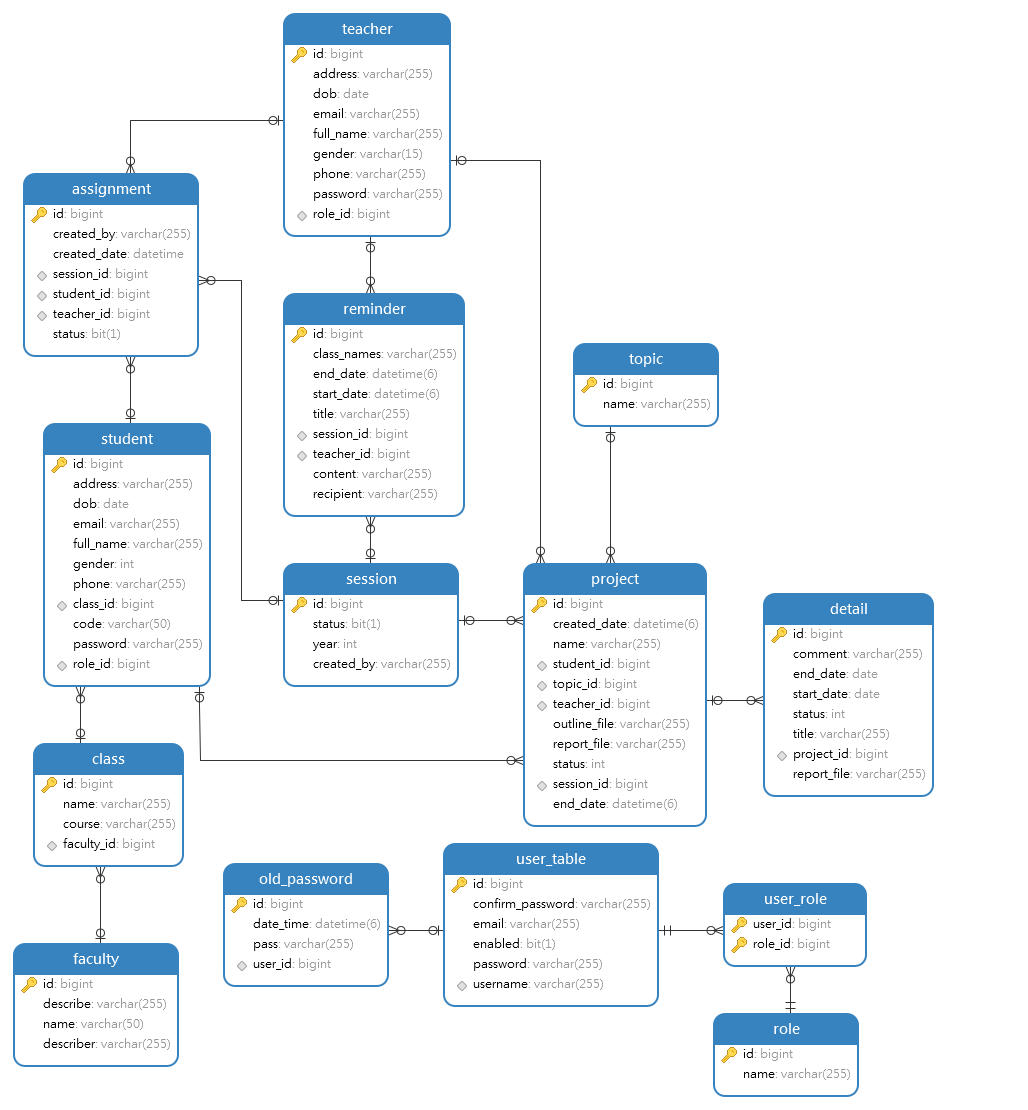 teacher
id: bigint
address: varchar(255)
dob: date
email: varchar(255)
full_name: varchar(255)
gender: varchar(15)
phone: varchar(255)
password: varchar(255)
role_id: bigint
assignment
id: bigint
created_by: varchar(255)
created_date: datetime
session_id: bigint
student_id: bigint
teacher_id: bigint
status: bit(1)
reminder
id: bigint
class_names: varchar(255)
end_date: datetime(6)
start_date: datetime(6)
title: varchar(255)
session_id: bigint
teacher_id: bigint
content: varchar(255)
recipient: varchar(255)
topic
id: bigint
name: varchar(255)
student
id: bigint
address: varchar(255)
dob: date
email: varchar(255)
full_name: varchar(255)
gender: int
phone: varchar(255)
class_id: bigint
code: varchar(50)
password: varchar(255)
role_id: bigint
session
id: bigint
status: bit(1)
year: int
created_by: varchar(255)
project
id: bigint
created_date: datetime(6)
name: varchar(255)
student_id: bigint
topic_id: bigint
teacher_id: bigint
outline_file: varchar(255)
report_file: varchar(255)
status: int
session_id: bigint
end_date: datetime(6)
detail
id: bigint
comment: varchar(255)
end_date: date
start_date: date
status: int
title: varchar(255)
project_id: bigint
report_file: varchar(255)
class
id: bigint
name: varchar(255)
course: varchar(255)
faculty_id: bigint
old_password
id: bigint
date_time: datetime(6)
pass: varchar(255)
user_id: bigint
user_table
id: bigint
confirm_password: varchar(255)
email: varchar(255)
enabled: bit(1)
password: varchar(255)
username: varchar(255)
user_role
user_id: bigint
role_id: bigint
faculty
id: bigint
describe: varchar(255)
name: varchar(50)
describer: varchar(255)
role
id: bigint
name: varchar(255)